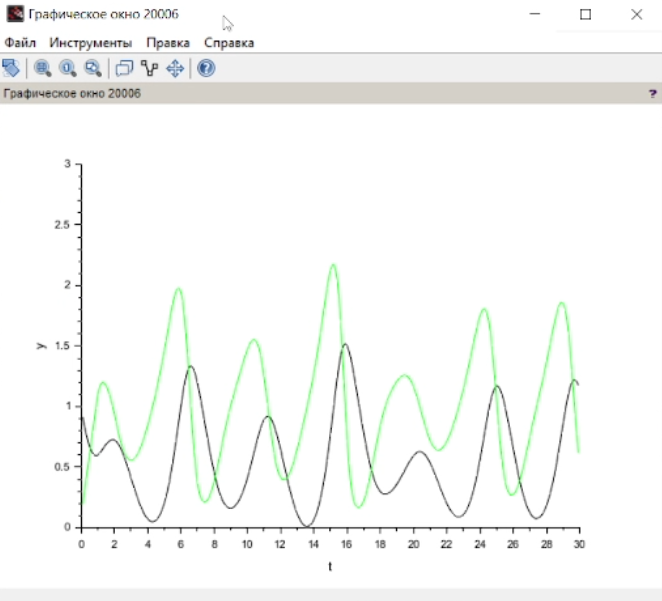 Графическое окно 20006
Файл Инструменты Правка Справка
Графическое окно 20006 ?
3
2.5
2
y 1.5
1
0.5
0
0 2 4 6 8 10 12 14 16 18 20 22 24 26 28 30
t